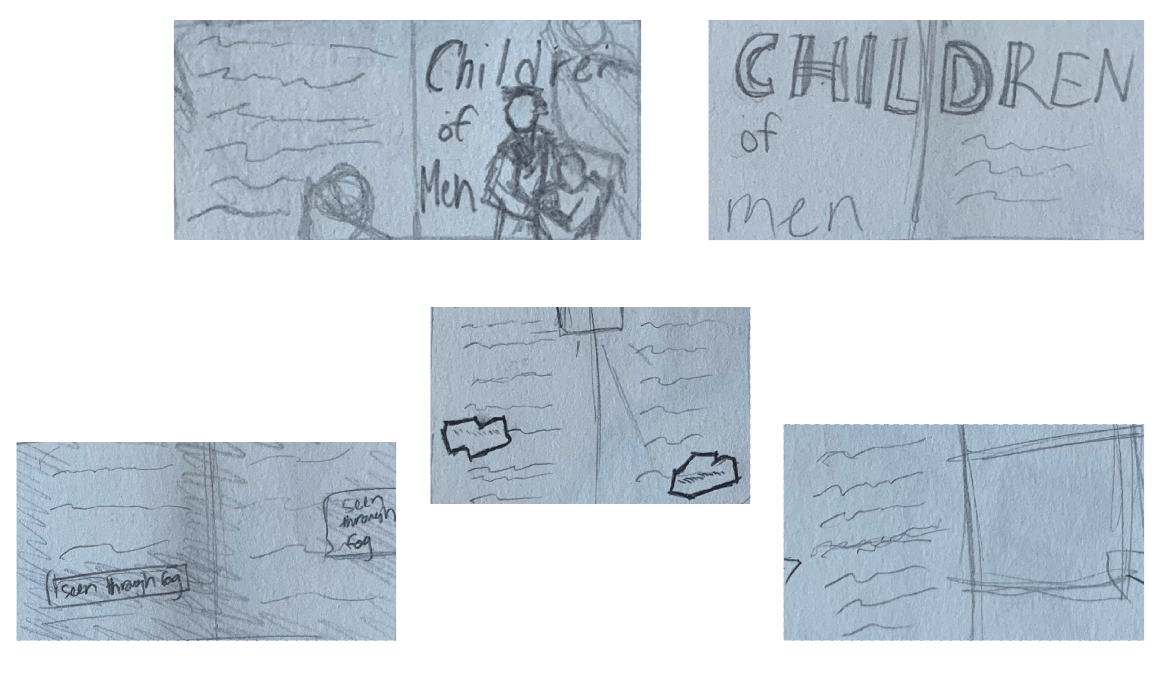 Children
of
Men
CHILDREN
of
men
seen through fog
seen
through
fog